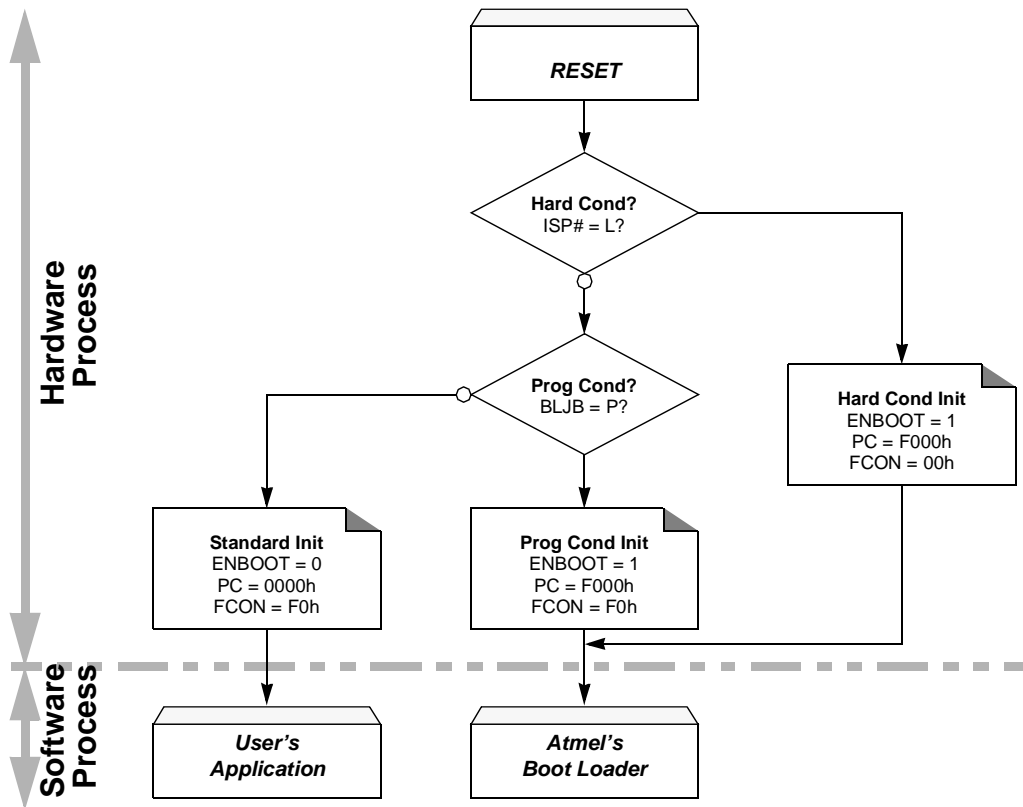 RESET
Hard Cond?
ISP# = L?
Prog Cond?
BLJB = P?
Hard Cond Init
ENBOOT = 1
PC = F000h
FCON = 00h
Standard Init
ENBOOT = 0
PC = 0000h
FCON = F0h
Prog Cond Init
ENBOOT = 1
PC = F000h
FCON = F0h
User's
Application
Atmel's
Boot Loader
Hardware
Process
Software
Process